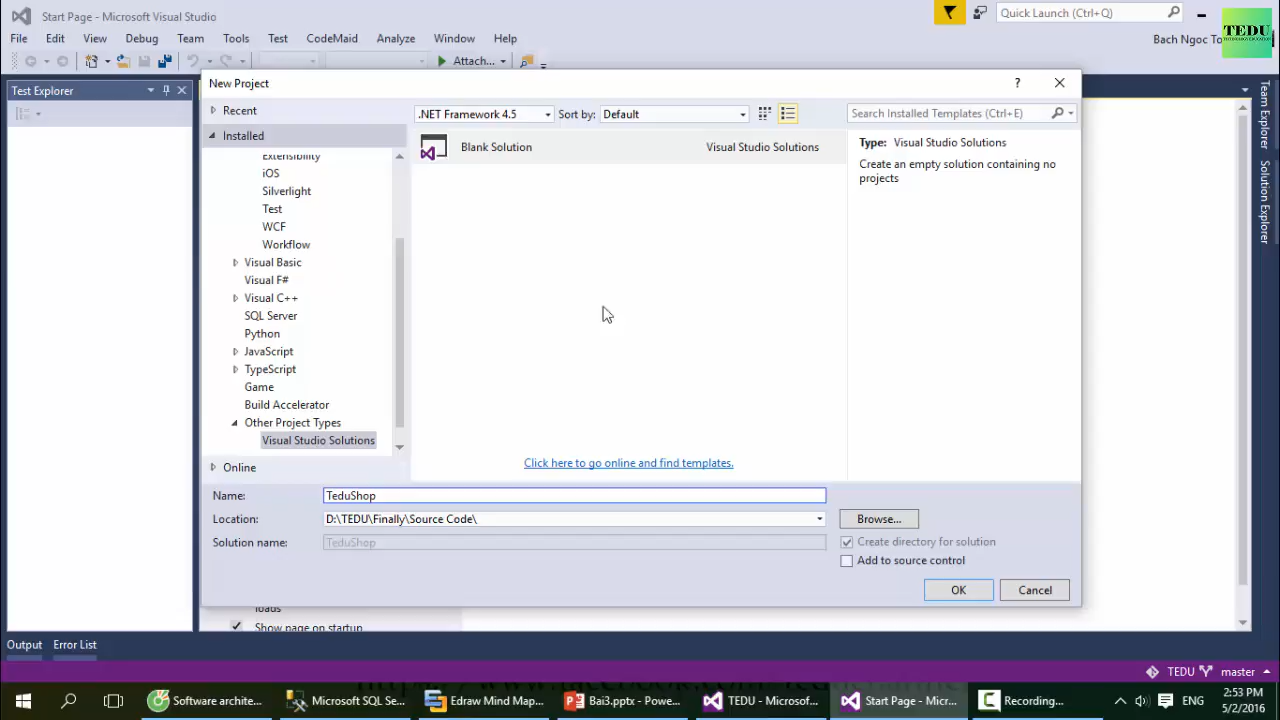 Start Page - Microsoft Visual Studio
Quick Launch (Ctrl+Q)
TEDU
File Edit View Debug Team Tools Test CodeMaid Analyze Window Help
Bach Ngoc To
Attach...
Test Explorer
New Project
?
Recent
.NET Framework 4.5
Sort by: Default
Search Installed Templates (Ctrl+E)
Installed
Blank Solution
Visual Studio Solutions
Type: Visual Studio Solutions
Create an empty solution containing no
projects
Extensibility
iOS
Silverlight
Test
WCF
Workflow
Visual Basic
Visual F#
Visual C++
SQL Server
Python
JavaScript
TypeScript
Game
Build Accelerator
Other Project Types
Visual Studio Solutions
Online
Click here to go online and find templates.
Name: TeduShop
Location: D:\TEDU\Finally\Source Code\
Browse...
Solution name: TeduShop
Create directory for solution
Add to source control
OK
Cancel
Team Explorer
Solution Explorer
loads
Show page on startup
Output Error List
TEDU master
Software archite...
Microsoft SQL Se...
Edraw Mind Map...
Bai3.pptx - Powe...
TEDU - Microsof...
Start Page - Micr...
Recording...
ENG
2:53 PM
5/2/2016